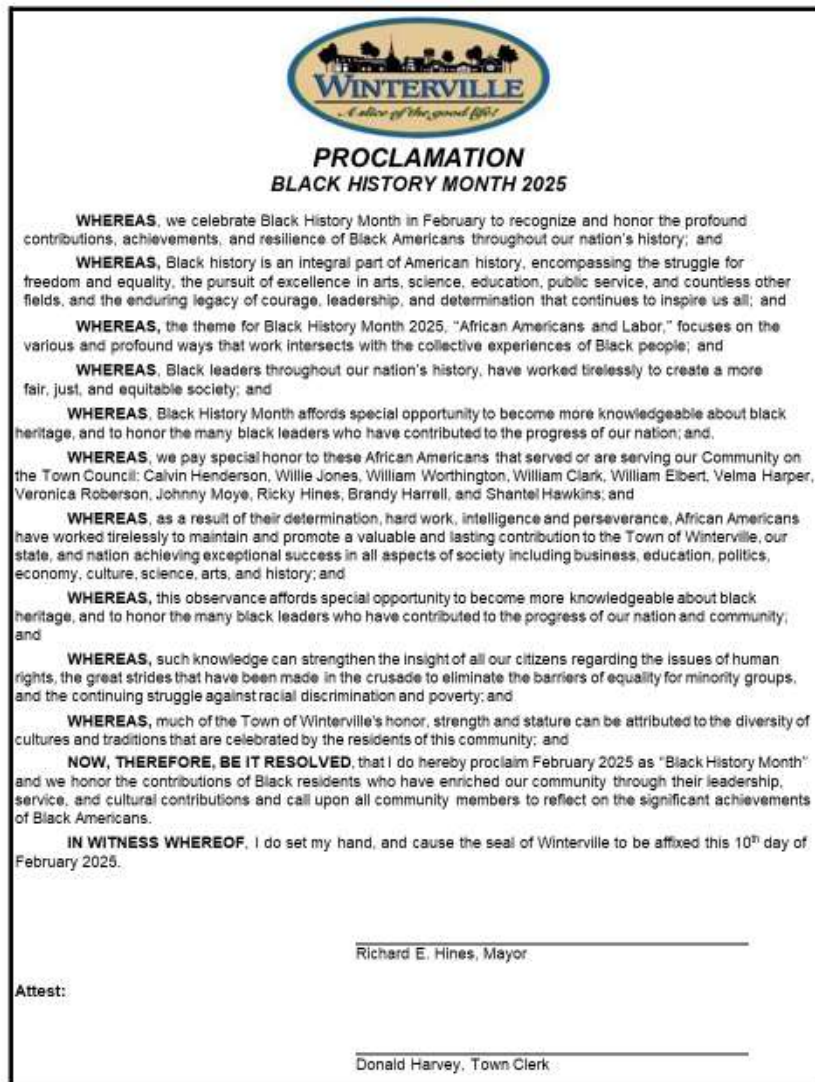 WINTERVILLE
A slice of the good life!
PROCLAMATION
BLACK HISTORY MONTH 2025
WHEREAS, we celebrate Black History Month in February to recognize and honor the profound
contributions, achievements, and resilience of Black Americans throughout our nation's history; and
WHEREAS, Black history is an integral part of American history, encompassing the struggle for
freedom and equality, the pursuit of excellence in arts, science, education, public service, and countless other
fields, and the enduring legacy of courage, leadership, and determination that continues to inspire us all; and
WHEREAS, the theme for Black History Month 2025, "African Americans and Labor," focuses on the
various and profound ways that work intersects with the collective experiences of Black people; and
WHEREAS, Black leaders throughout our nation's history, have worked tirelessly to create a more
fair, just, and equitable society; and
WHEREAS, Black History Month affords special opportunity to become more knowledgeable about black
heritage, and to honor the many black leaders who have contributed to the progress of our nation; and.
WHEREAS, we pay special honor to these African Americans that served or are serving our Community on
the Town Council: Calvin Henderson, Willie Jones, William Worthington, William Clark, William Elbert, Velma Harper,
Veronica Roberson, Johnny Moye, Ricky Hines, Brandy Harrell, and Shantel Hawkins; and
WHEREAS, as a result of their determination, hard work, intelligence and perseverance, African Americans
have worked tirelessly to maintain and promote a valuable and lasting contribution to the Town of Winterville, our
state, and nation achieving exceptional success in all aspects of society including business, education, politics,
economy, culture, science, arts, and history; and
WHEREAS, this observance affords special opportunity to become more knowledgeable about black
heritage, and to honor the many black leaders who have contributed to the progress of our nation and community;
and
WHEREAS, such knowledge can strengthen the insight of all our citizens regarding the issues of human
rights, the great strides that have been made in the crusade to eliminate the barriers of equality for minority groups,
and the continuing struggle against racial discrimination and poverty; and
WHEREAS, much of the Town of Winterville's honor, strength and stature can be attributed to the diversity of
cultures and traditions that are celebrated by the residents of this community; and
NOW, THEREFORE, BE IT RESOLVED, that I do hereby proclaim February 2025 as "Black History Month"
and we honor the contributions of Black residents who have enriched our community through their leadership,
service, and cultural contributions and call upon all community members to reflect on the significant achievements
of Black Americans.
IN WITNESS WHEREOF, I do set my hand, and cause the seal of Winterville to be affixed this 10th day of
February 2025.
Richard E. Hines, Mayor
Attest:
Donald Harvey, Town Clerk